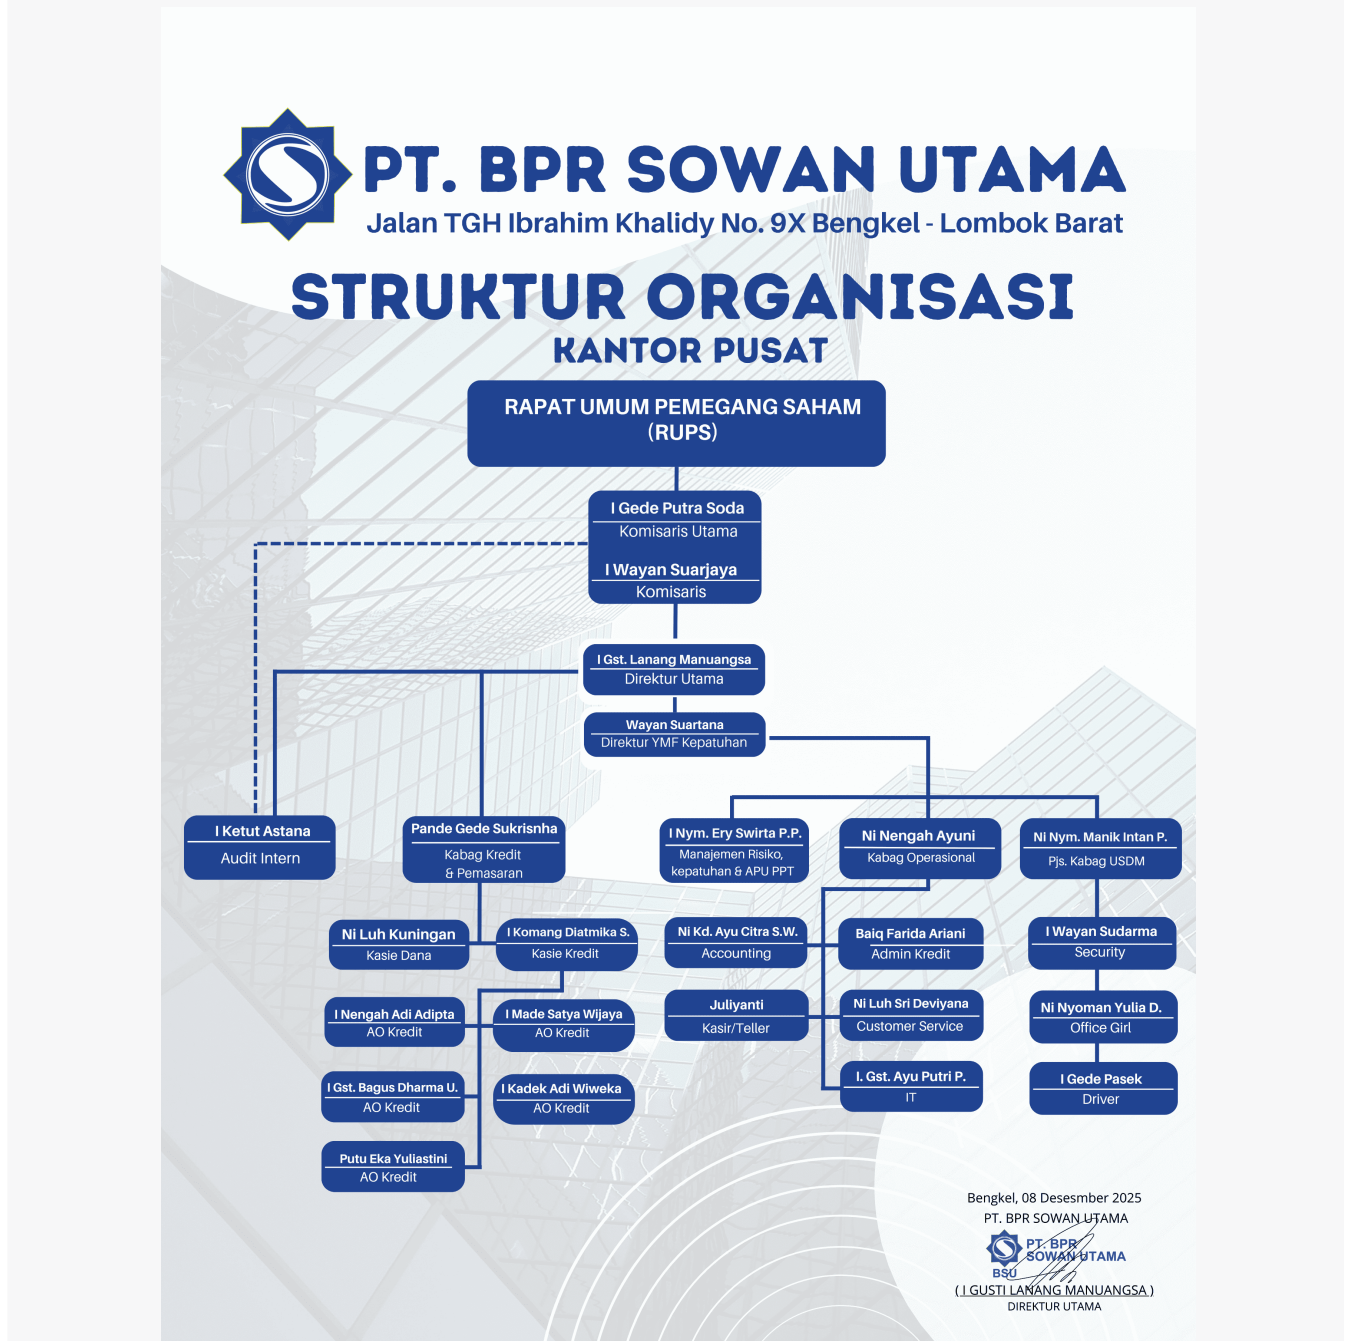 PT. BPR SOWAN UTAMA
Jalan TGH Ibrahim Khalidy No. 9X Bengkel - Lombok Barat
STRUKTUR ORGANISASI
KANTOR PUSAT
RAPAT UMUM PEMEGANG SAHAM
(RUPS)
I Gede Putra Soda
Komisaris Utama
I Wayan Suarjaya
Komisaris
I Gst. Lanang Manuangsa
Direktur Utama
Wayan Suartana
Direktur YMF Kepatuhan
I Ketut Astana
Audit Intern
Pande Gede Sukrisnha
Kabag Kredit
& Pemasaran
I Nym. Ery Swirta P.P.
Manajemen Risiko,
kepatuhan & APU PPT
Ni Nengah Ayuni
Kabag Operasional
Ni Nym. Manik Intan P.
Pjs. Kabag USDM
Ni Luh Kuningan
Kasie Dana
I Komang Diatmika S.
Kasie Kredit
Ni Kd. Ayu Citra S.W.
Accounting
Baiq Farida Ariani
Admin Kredit
I Wayan Sudarma
Security
I Nengah Adi Adipta
AO Kredit
I Made Satya Wijaya
AO Kredit
Juliyanti
Kasir/Teller
Ni Luh Sri Deviyana
Customer Service
Ni Nyoman Yulia D.
Office Girl
I Gst. Bagus Dharma U.
AO Kredit
I Kadek Adi Wiweka
AO Kredit
I. Gst. Ayu Putri P.
IT
I Gede Pasek
Driver
Putu Eka Yuliastini
AO Kredit
Bengkel, 08 Desesmber 2025
PT. BPR SOWAN UTAMA
PT. BPR
SOWAN UTAMA
BSU
( I GUSTI LANANG MANUANGSA )
DIREKTUR UTAMA